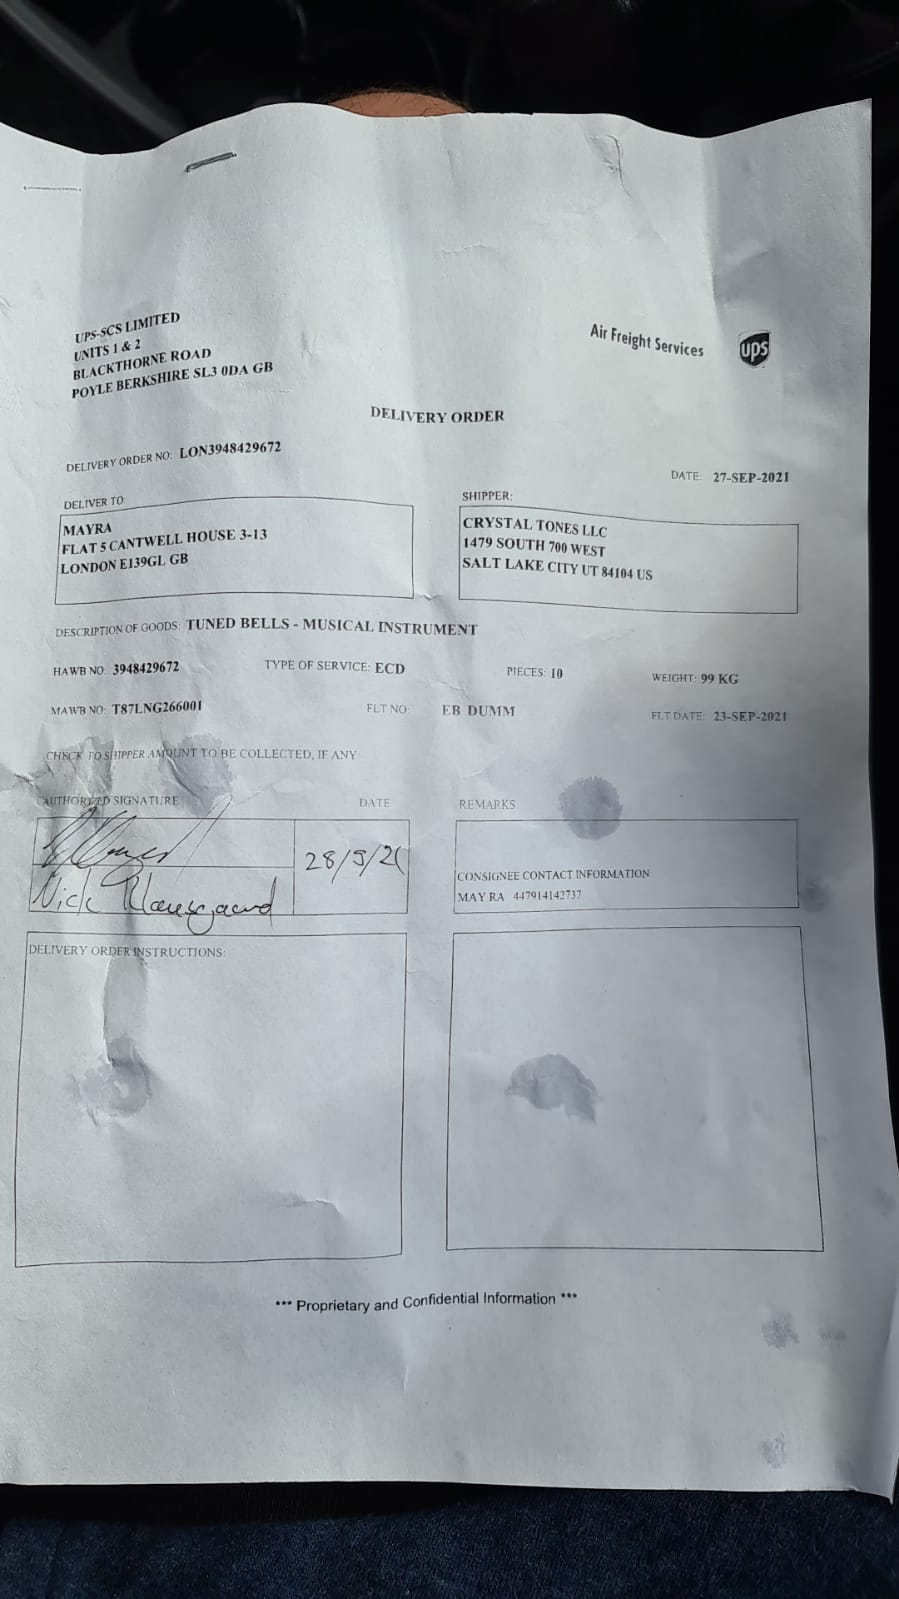 UPS-SCS LIMITED
UNITS 1 & 2
BLACKTHORNE ROAD
POYLE BERKSHIRE SL3 0DA GB
Air Freight Services
ups
DELIVERY ORDER
DELIVERY ORDER NO: LON3948429672
DATE: 27-SEP-2021
DELIVER TO:
MAYRA
FLAT 5 CANTWELL HOUSE 3-13
LONDON E139GL GB
SHIPPER:
CRYSTAL TONES LLC
1479 SOUTH 700 WEST
SALT LAKE CITY UT 84104 US
DESCRIPTION OF GOODS: TUNED BELLS - MUSICAL INSTRUMENT
HAWB NO: 3948429672 TYPE OF SERVICE: ECD PIECES: 10 WEIGHT: 99 KG
MAWB NO: T87LNG266001 FLT NO: EB DUMM FLT DATE: 23-SEP-2021
CHECK TO SHIPPER AMOUNT TO BE COLLECTED, IF ANY
AUTHORIZED SIGNATURE DATE
28/9/21
Nick
REMARKS
CONSIGNEE CONTACT INFORMATION
MAY RA 447914142737
DELIVERY ORDER INSTRUCTIONS:
*** Proprietary and Confidential Information ***